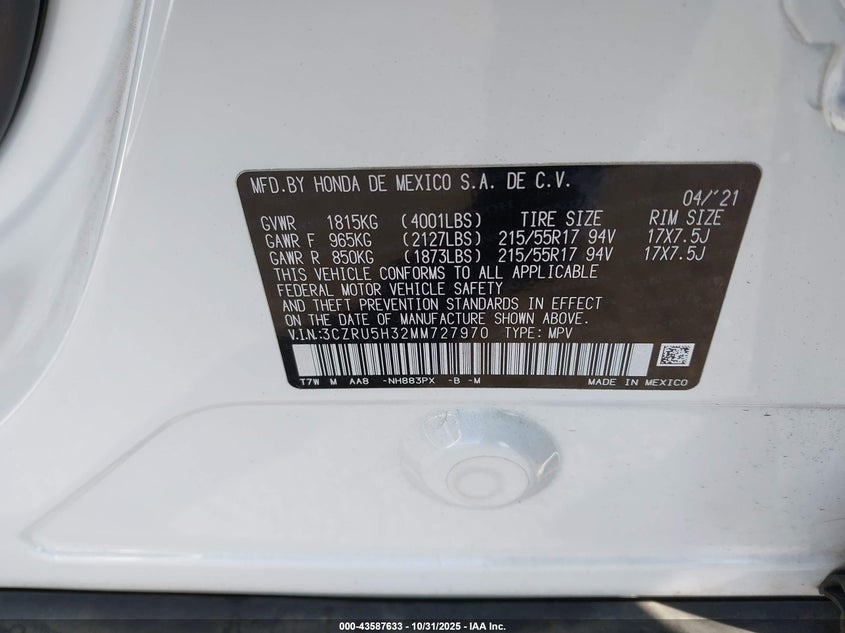 MFD.BY HONDA DE MEXICO S.A. DE C.V.
04/'21
GVWR 1815KG (4001LBS) TIRE SIZE RIM SIZE
GAWR F 965KG (2127LBS) 215/55R17 94V 17X7.5J
GAWR R 850KG (1873LBS) 215/55R17 94V 17X7.5J
THIS VEHICLE CONFORMS TO ALL APPLICABLE
FEDERAL MOTOR VEHICLE SAFETY
AND THEFT PREVENTION STANDARDS IN EFFECT
ON THE DATE OF MANUFACTURE SHOWN ABOVE.
V.I.N.:3CZRU5H32MM727970 TYPE: MPV
T7W M AA8 -NH883PX -B -M MADE IN MEXICO
000-43587633 - 10/31/2025 - IAA Inc.